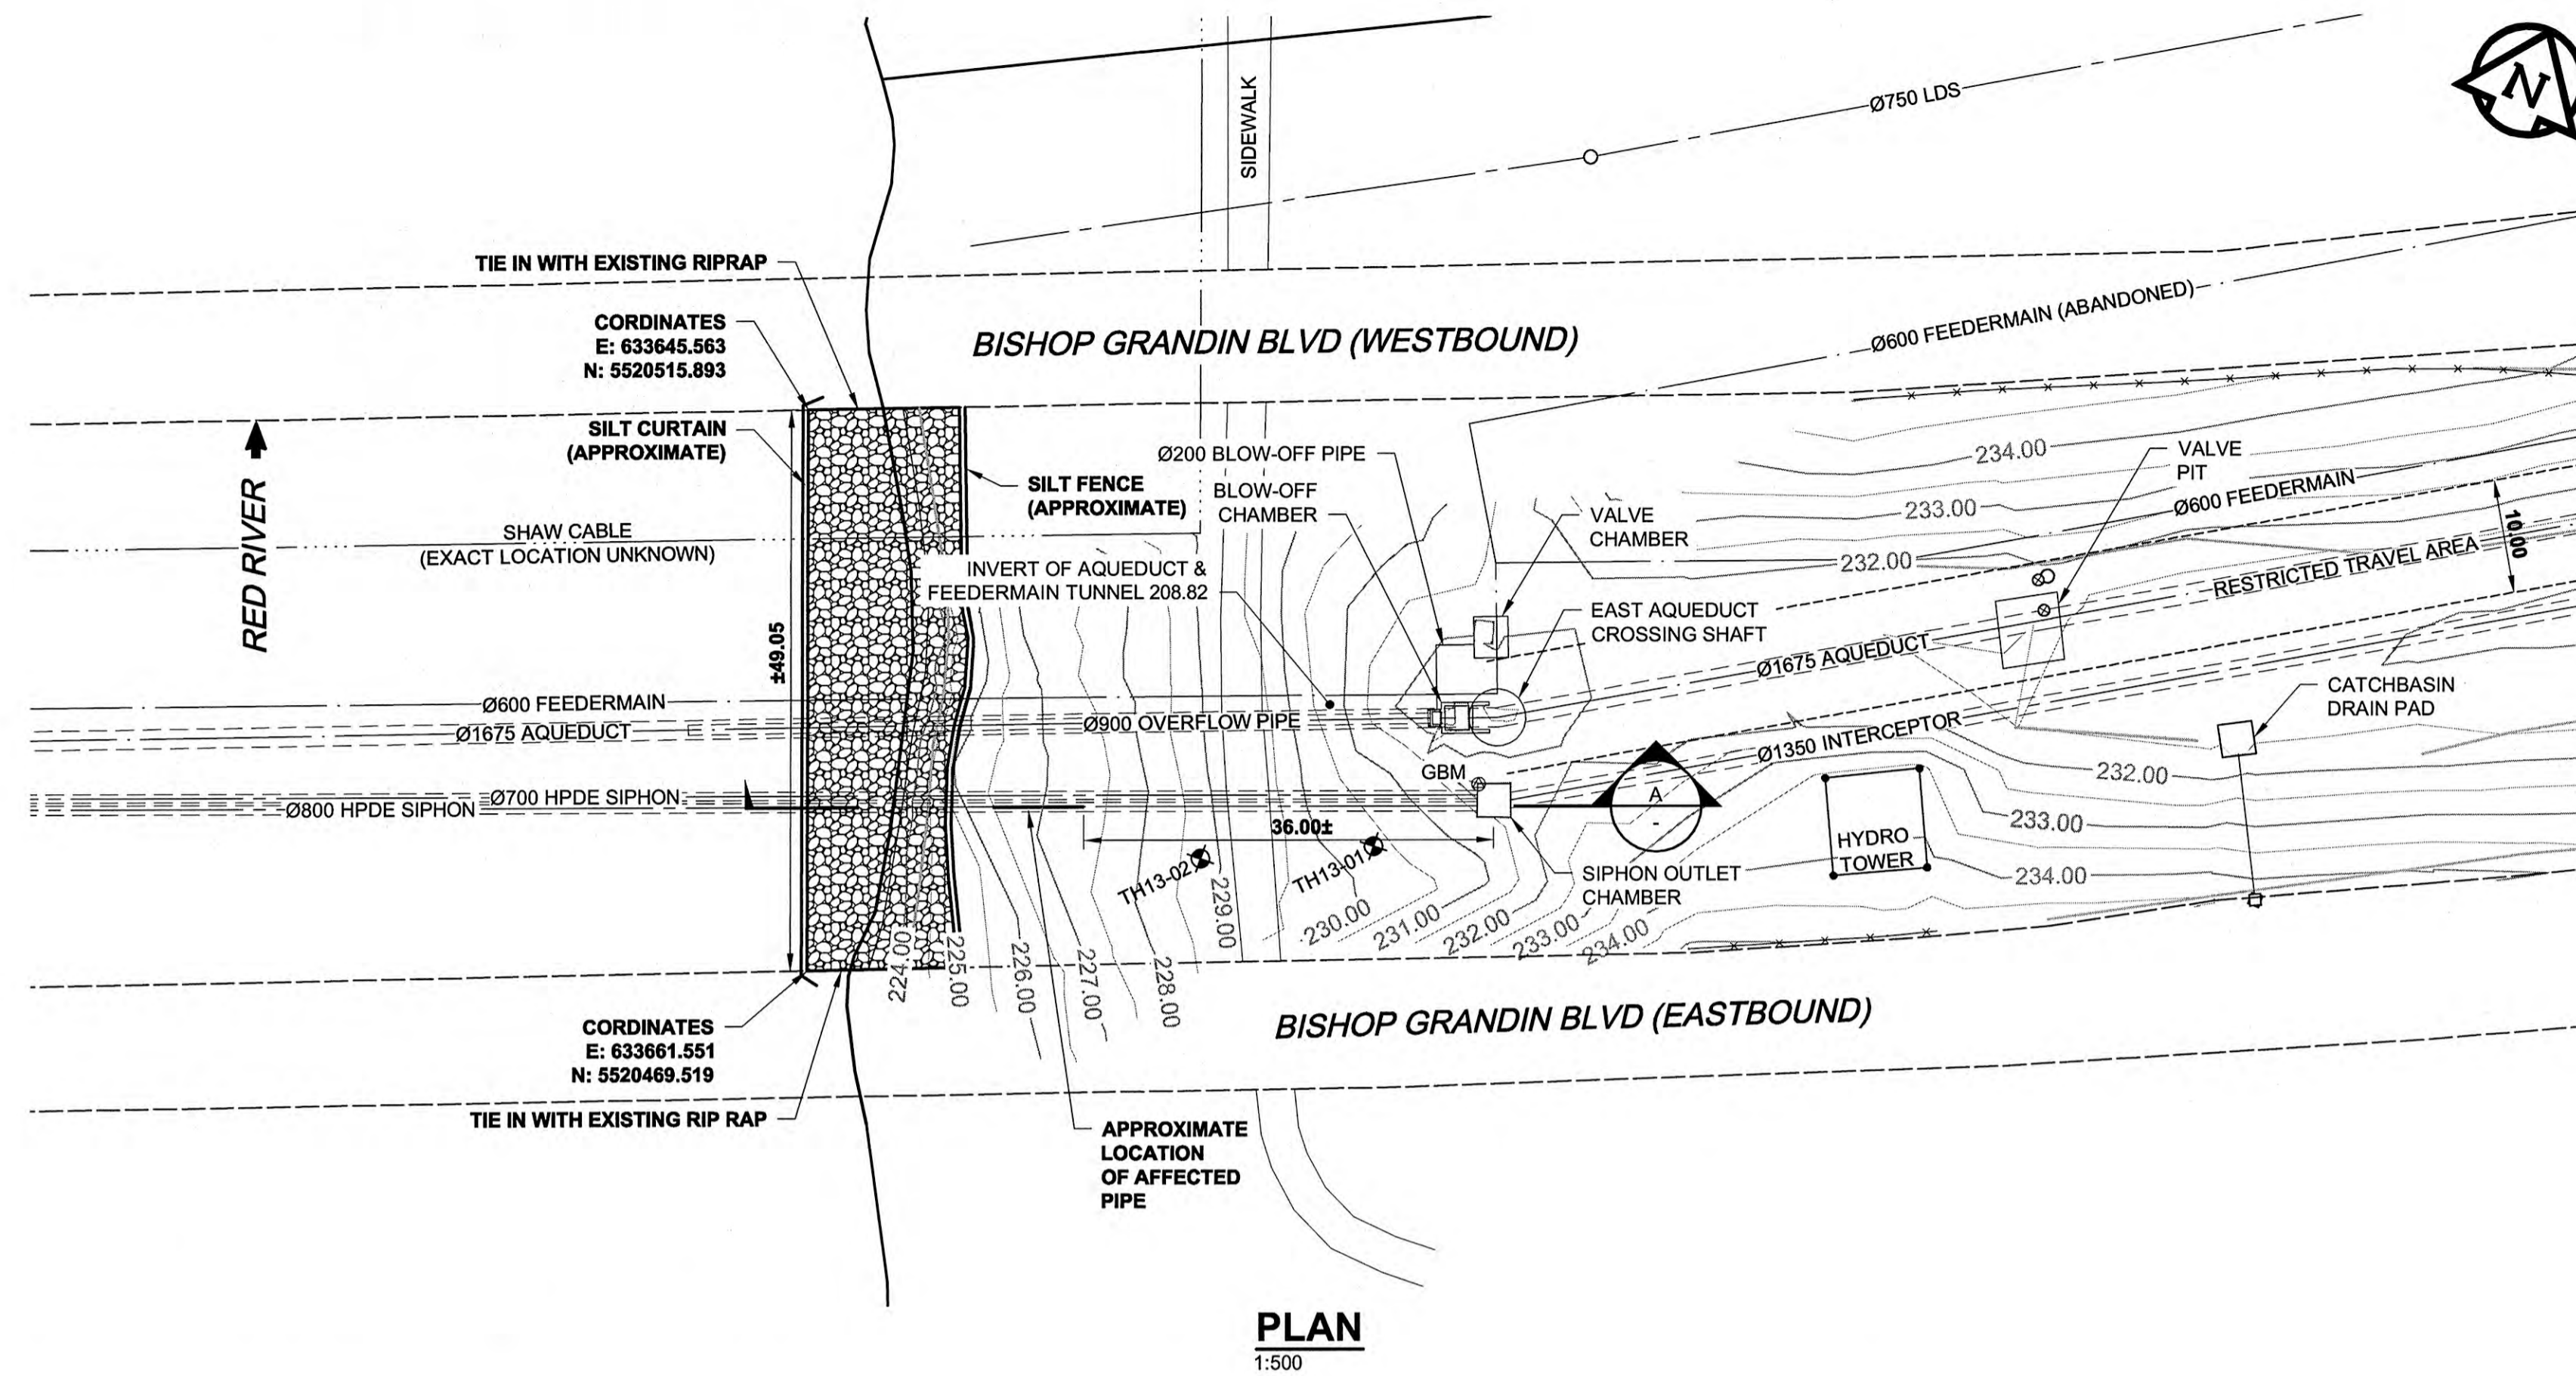 SIDEWALK
Ø750 LDS
N
TIE IN WITH EXISTING RIPRAP
CORDINATES
E: 633645.563
N: 5520515.893
BISHOP GRANDIN BLVD (WESTBOUND)
Ø600 FEEDERMAIN (ABANDONED)
SILT CURTAIN
(APPROXIMATE)
RED RIVER
SHAW CABLE
(EXACT LOCATION UNKNOWN)
SILT FENCE
(APPROXIMATE)
Ø200 BLOW-OFF PIPE
BLOW-OFF
CHAMBER
VALVE
CHAMBER
234.00
233.00
232.00
VALVE
PIT
Ø600 FEEDERMAIN
10.00
RESTRICTED TRAVEL AREA
INVERT OF AQUEDUCT &
FEEDERMAIN TUNNEL 208.82
EAST AQUEDUCT
CROSSING SHAFT
±49.05
Ø600 FEEDERMAIN
Ø1675 AQUEDUCT
Ø900 OVERFLOW PIPE
Ø1675 AQUEDUCT
CATCHBASIN
DRAIN PAD
Ø1350 INTERCEPTOR
GBM
A
-
232.00
233.00
234.00
Ø700 HPDE SIPHON
Ø800 HPDE SIPHON
36.00±
TH13-02
TH13-01
HYDRO
TOWER
SIPHON OUTLET
CHAMBER
224.00
225.00
226.00
227.00
228.00
229.00
230.00
231.00
232.00
233.00
234.00
BISHOP GRANDIN BLVD (EASTBOUND)
CORDINATES
E: 633661.551
N: 5520469.519
TIE IN WITH EXISTING RIP RAP
APPROXIMATE
LOCATION
OF AFFECTED
PIPE
PLAN
1:500